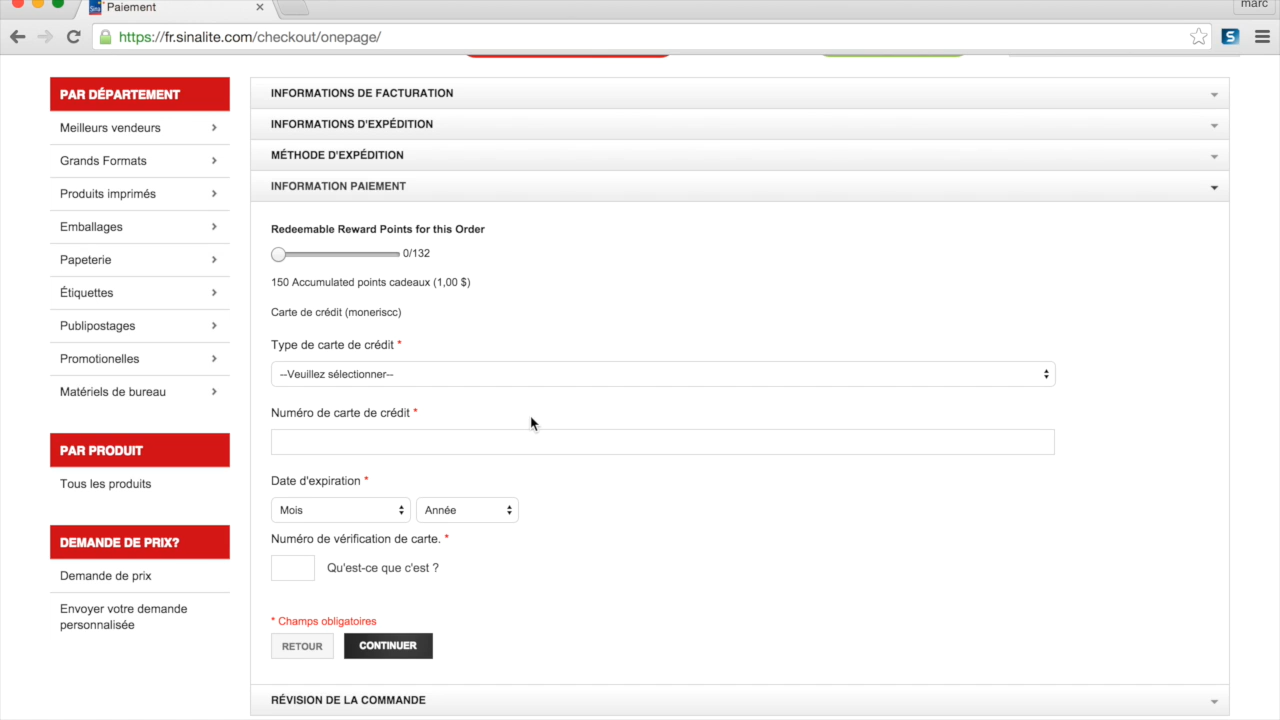 Paiement
marc
https://fr.sinalite.com/checkout/onepage/
PAR DÉPARTEMENT
Meilleurs vendeurs
Grands Formats
Produits imprimés
Emballages
Papeterie
Étiquettes
Publipostages
Promotionelles
Matériels de bureau
PAR PRODUIT
Tous les produits
DEMANDE DE PRIX?
Demande de prix
Envoyer votre demande
personnalisée
INFORMATIONS DE FACTURATION
INFORMATIONS D'EXPÉDITION
MÉTHODE D'EXPÉDITION
INFORMATION PAIEMENT
Redeemable Reward Points for this Order
0/132
150 Accumulated points cadeaux (1,00 $)
Carte de crédit (moneriscc)
Type de carte de crédit *
--Veuillez sélectionner--
Numéro de carte de crédit *
Date d'expiration *
Mois Année
Numéro de vérification de carte. *
Qu'est-ce que c'est ?
* Champs obligatoires
RETOUR CONTINUER
RÉVISION DE LA COMMANDE